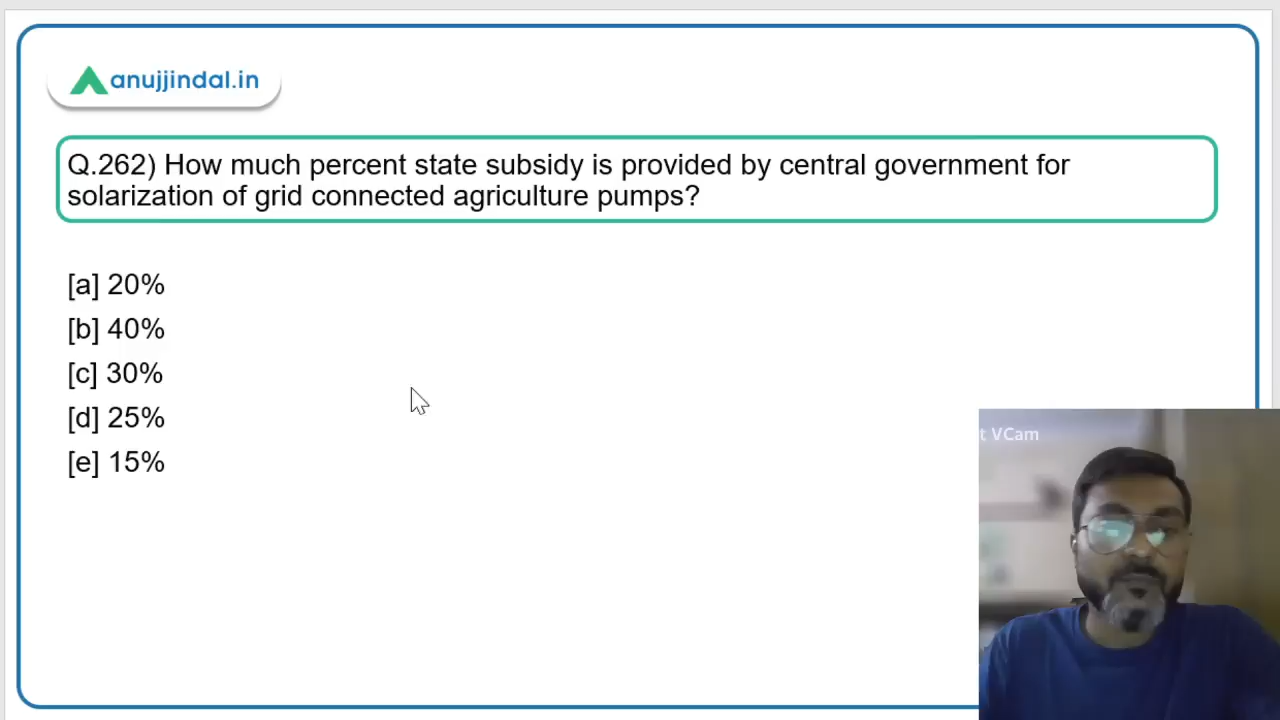 anujjindal.in
Q.262) How much percent state subsidy is provided by central government for
solarization of grid connected agriculture pumps?
[a] 20%
[b] 40%
[c] 30%
[d] 25%
[e] 15%
t VCam